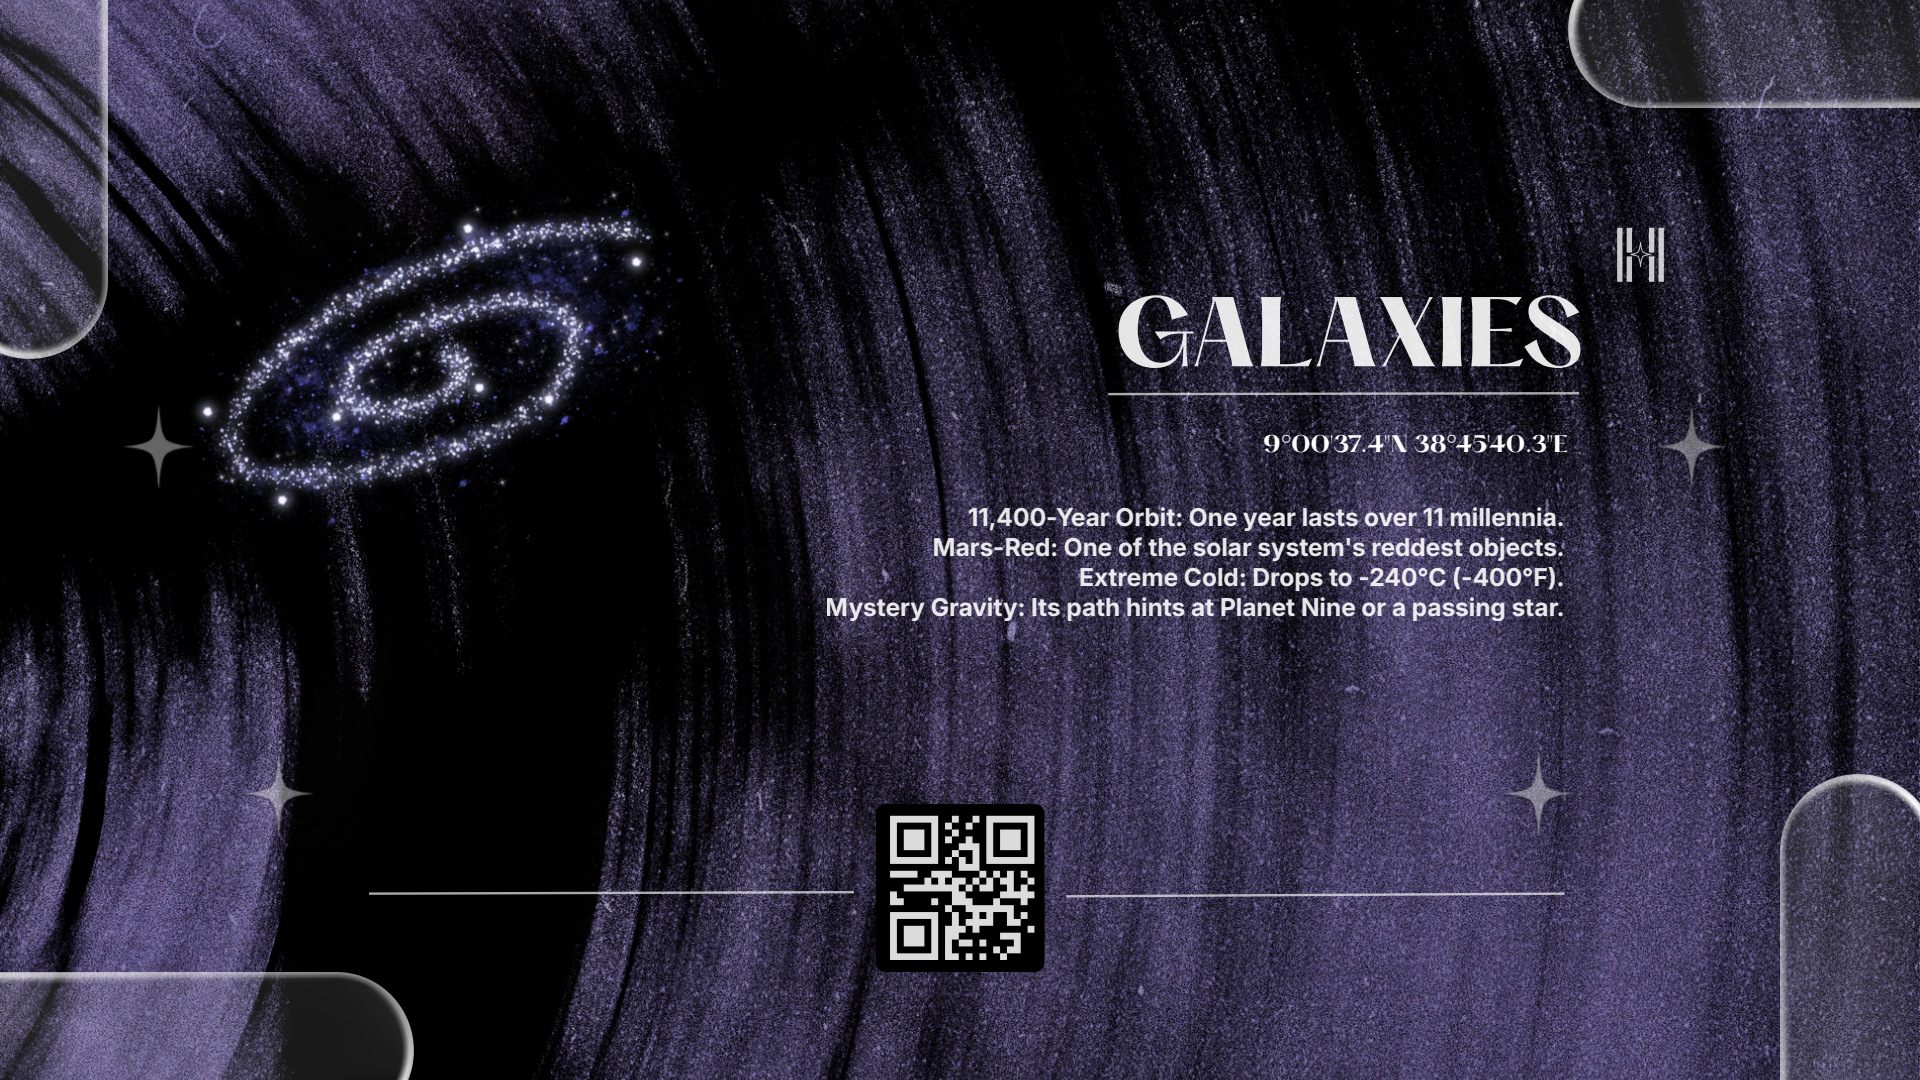 GALAXIES
9°00'37.4"N 38°45'40.3"E
11,400-Year Orbit: One year lasts over 11 millennia.
Mars-Red: One of the solar system's reddest objects.
Extreme Cold: Drops to -240°C (-400°F).
Mystery Gravity: Its path hints at Planet Nine or a passing star.